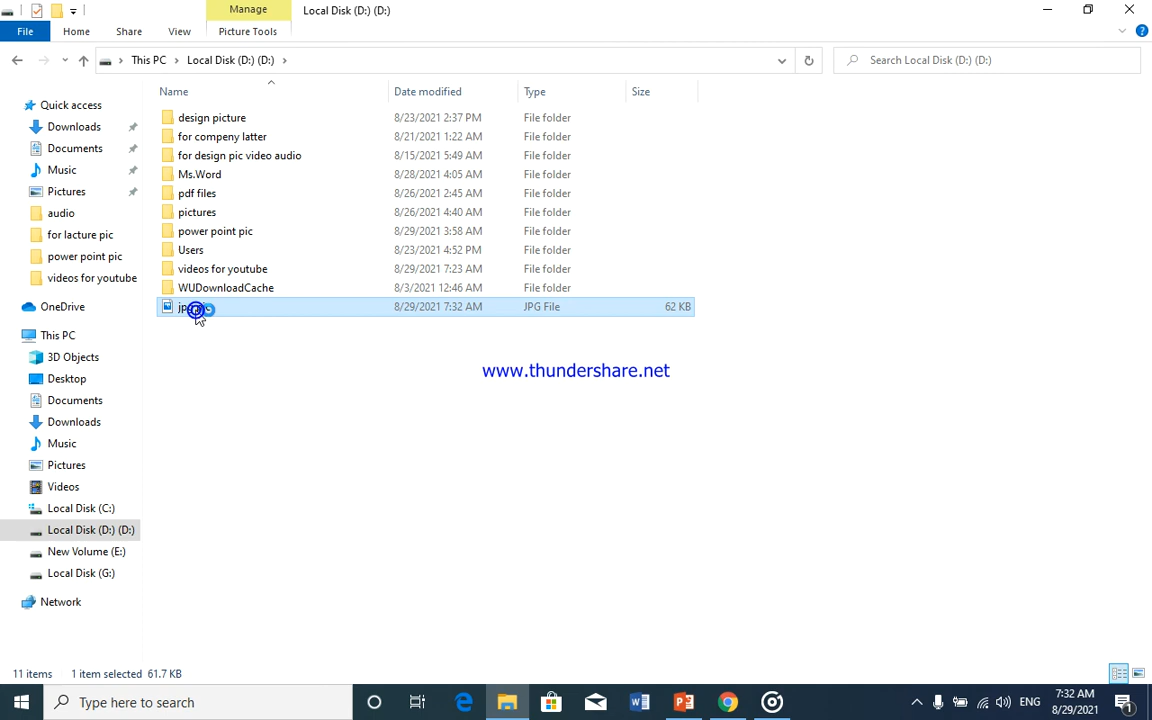 Manage
Local Disk (D:) (D:)
File
Home
Share
View
Picture Tools
This PC
Local Disk (D:) (D:)
Search Local Disk (D:) (D:)
Name
Date modified
Type
Size
Quick access
Downloads
Documents
Music
Pictures
audio
for lacture pic
power point pic
videos for youtube
OneDrive
This PC
3D Objects
Desktop
Documents
Downloads
Music
Pictures
Videos
Local Disk (C:)
Local Disk (D:) (D:)
New Volume (E:)
Local Disk (G:)
Network
design picture 8/23/2021 2:37 PM File folder
for compeny latter 8/21/2021 1:22 AM File folder
for design pic video audio 8/15/2021 5:49 AM File folder
Ms.Word 8/28/2021 4:05 AM File folder
pdf files 8/26/2021 2:45 AM File folder
pictures 8/26/2021 4:40 AM File folder
power point pic 8/29/2021 3:58 AM File folder
Users 8/23/2021 4:52 PM File folder
videos for youtube 8/29/2021 7:23 AM File folder
WUDownloadCache 8/3/2021 12:46 AM File folder
8/29/2021 7:32 AM JPG File 62 KB
www.thundershare.net
11 items 1 item selected 61.7 KB
Type here to search
ENG
7:32 AM
8/29/2021
1